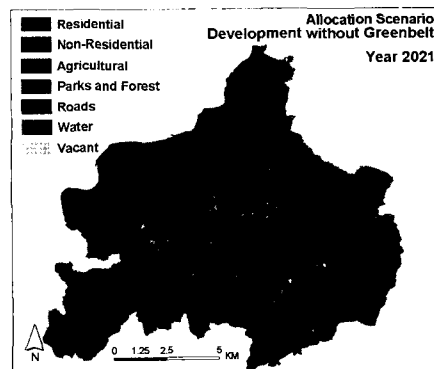 Allocation Scenario
Development without Greenbelt
Year 2021
Residential
Non-Residential
Agricultural
Parks and Forest
Roads
Water
Vacant
N
0 1.25 2.5 5
KM